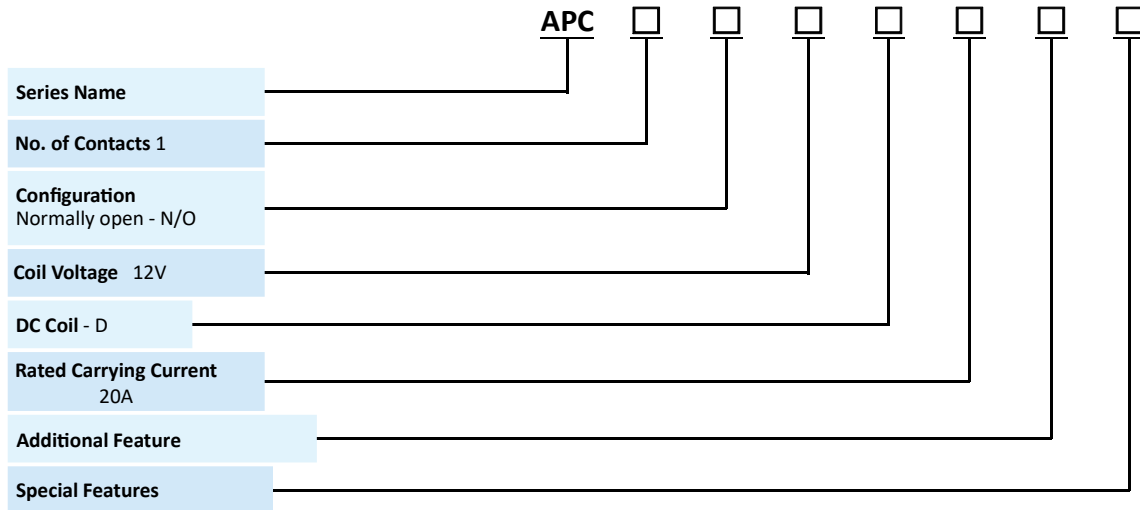 APC
Series Name
No. of Contacts 1
Configuration
Normally open - N/O
Coil Voltage 12V
DC Coil - D
Rated Carrying Current
20A
Additional Feature
Special Features